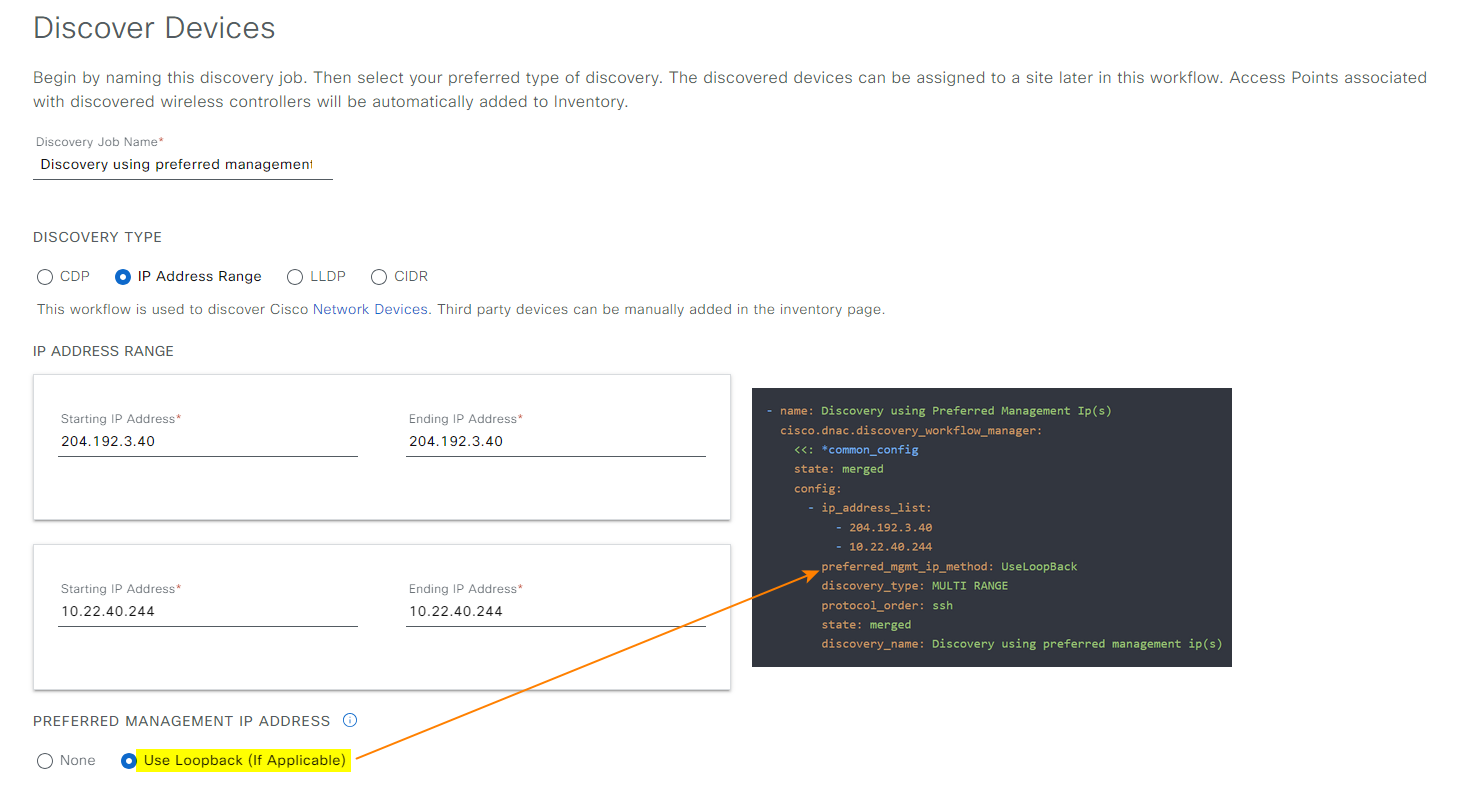 Discover Devices
Begin by naming this discovery job. Then select your preferred type of discovery. The discovered devices can be assigned to a site later in this workflow. Access Points associated
with discovered wireless controllers will be automatically added to Inventory.
Discovery Job Name*
Discovery using preferred management
DISCOVERY TYPE
CDP IP Address Range LLDP CIDR
This workflow is used to discover Cisco Network Devices. Third party devices can be manually added in the inventory page.
IP ADDRESS RANGE
Starting IP Address* Ending IP Address*
204.192.3.40 204.192.3.40
Starting IP Address* Ending IP Address*
10.22.40.244 10.22.40.244
- name: Discovery using Preferred Management Ip(s)
cisco.dnac.discovery_workflow_manager:
<<: *common_config
state: merged
config:
- ip_address_list:
- 204.192.3.40
- 10.22.40.244
preferred_mgmt_ip_method: UseLoopBack
discovery_type: MULTI RANGE
protocol_order: ssh
state: merged
discovery_name: Discovery using preferred management ip(s)
PREFERRED MANAGEMENT IP ADDRESS
None Use Loopback (If Applicable)